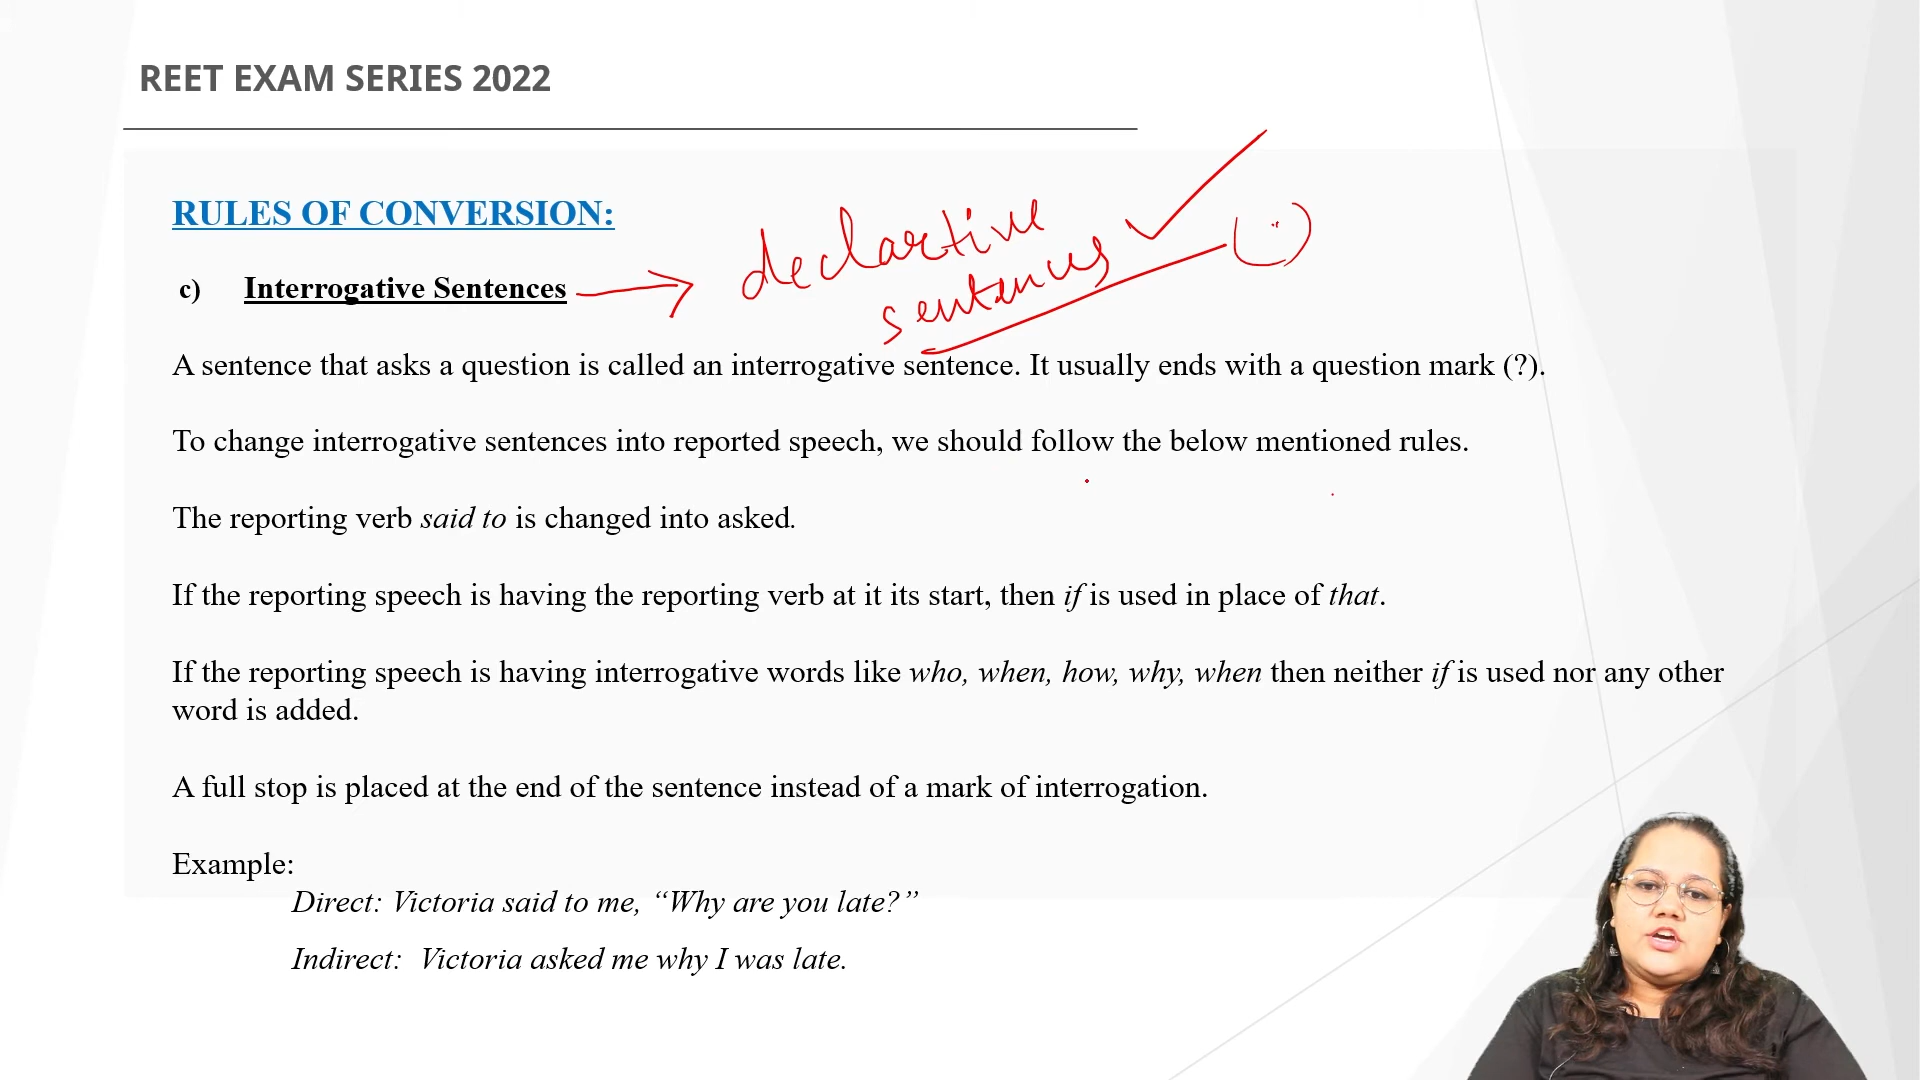 REET EXAM SERIES 2022
RULES OF CONVERSION:
declartive
sentences
(.)
c) Interrogative Sentences
A sentence that asks a question is called an interrogative sentence. It usually ends with a question mark (?).
To change interrogative sentences into reported speech, we should follow the below mentioned rules.
The reporting verb said to is changed into asked.
If the reporting speech is having the reporting verb at it its start, then if is used in place of that.
If the reporting speech is having interrogative words like who, when, how, why, when then neither if is used nor any other
word is added.
A full stop is placed at the end of the sentence instead of a mark of interrogation.
Example:
Direct: Victoria said to me, “Why are you late?”
Indirect: Victoria asked me why I was late.